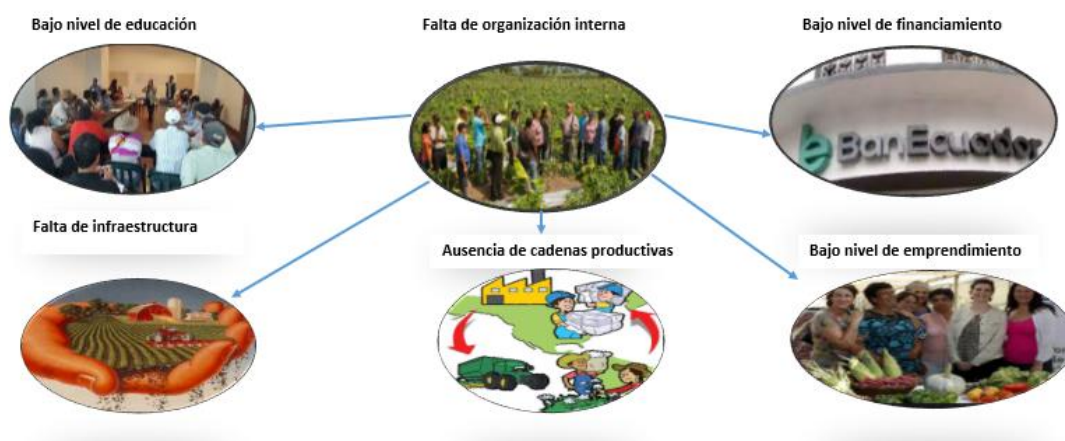 Bajo nivel de educación
Falta de organización interna
Bajo nivel de financiamiento
BanEcuador
Falta de infraestructura
Ausencia de cadenas productivas
Bajo nivel de emprendimiento